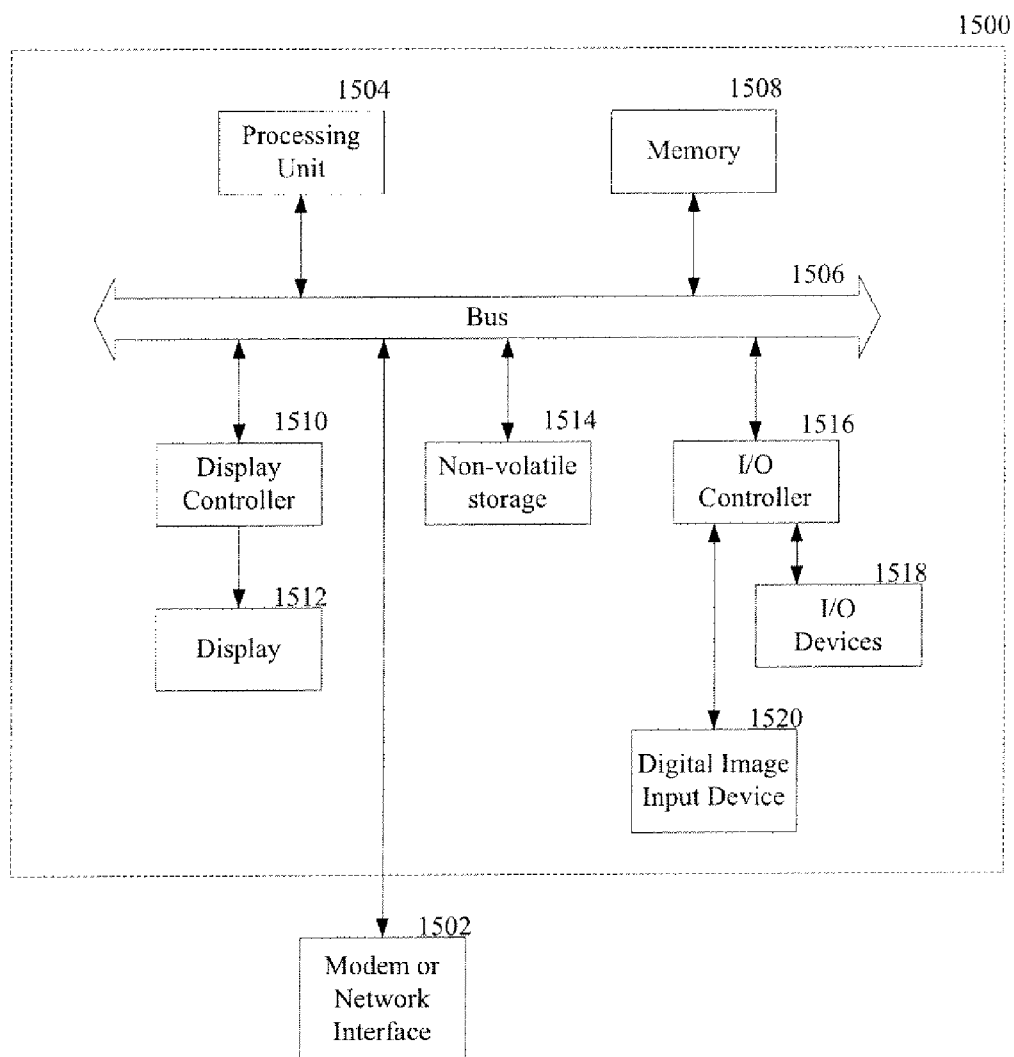 1500
1504
Processing
Unit
1508
Memory
1506
Bus
1510
Display
Controller
1514
Non-volatile
storage
1516
I/O
Controller
1512
Display
1518
I/O
Devices
1520
Digital Image
Input Device
1502
Modem or
Network
Interface